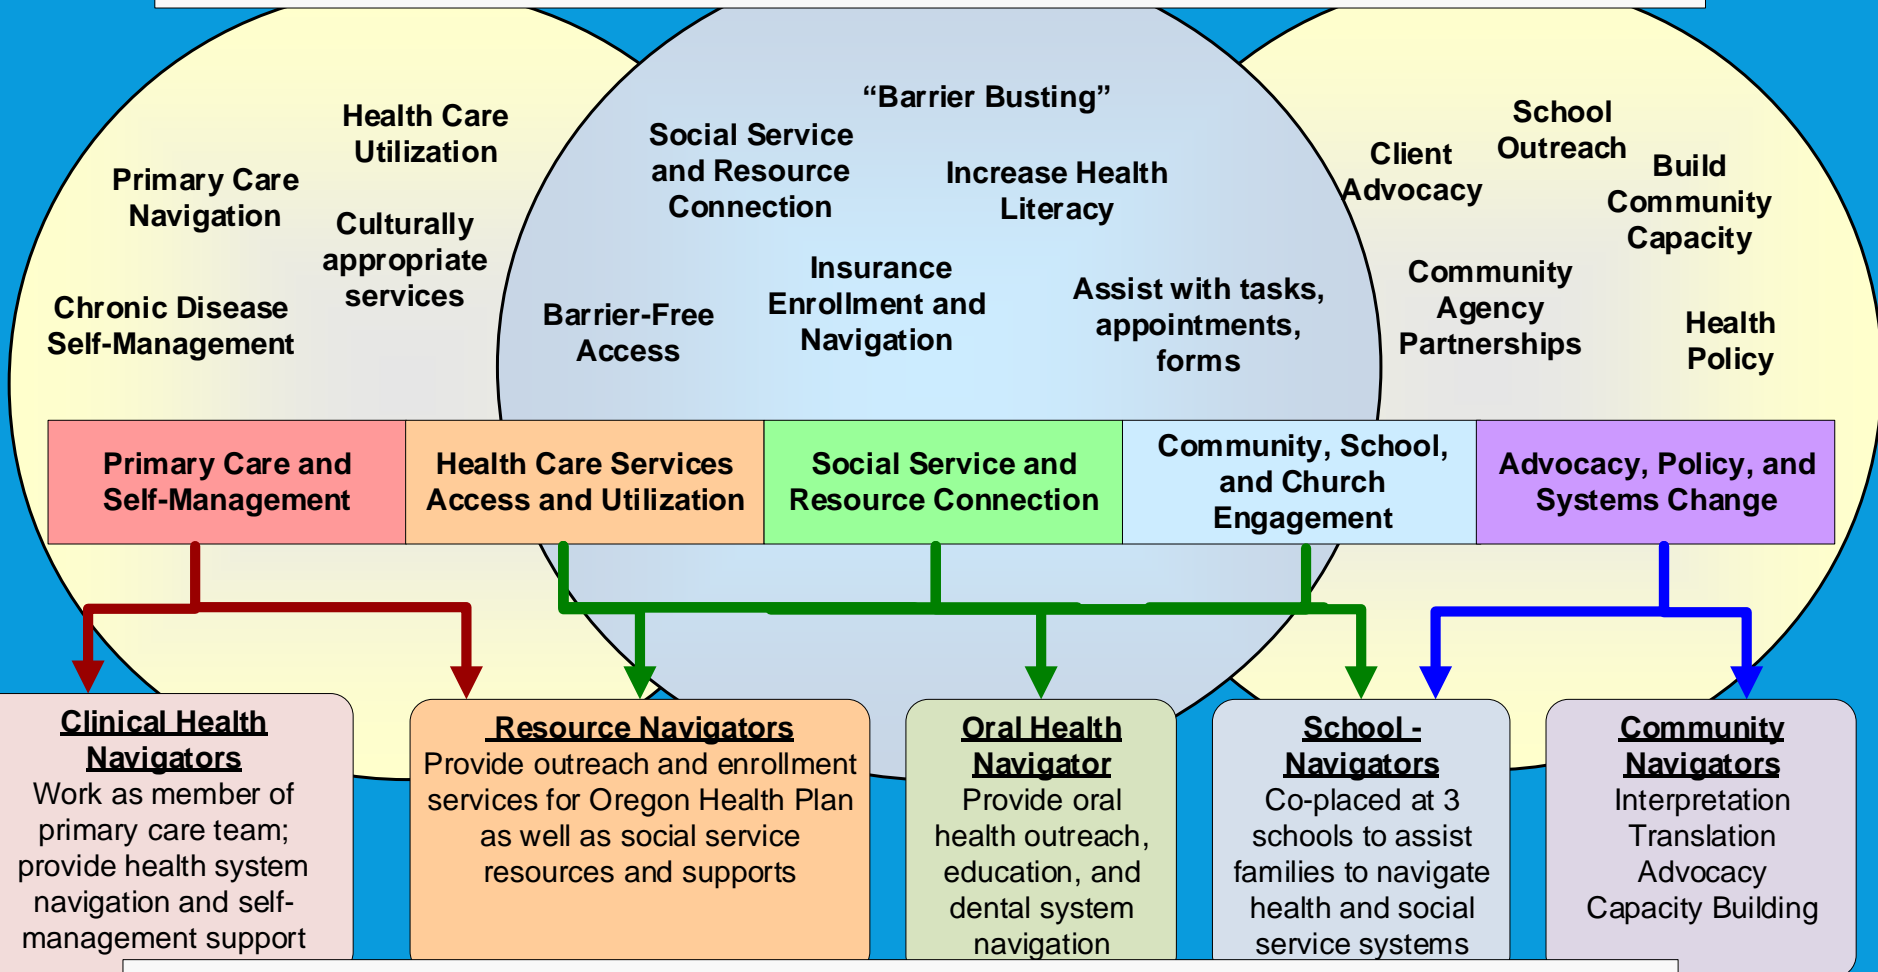 Health Care
Utilization
Primary Care
Navigation
Culturally
appropriate
services
Chronic Disease
Self-Management
“Barrier Busting”
Social Service
and Resource
Connection
Increase Health
Literacy
Insurance
Enrollment and
Navigation
Barrier-Free
Access
Assist with tasks,
appointments,
forms
School
Outreach
Client
Advocacy
Build
Community
Capacity
Community
Agency
Partnerships
Health
Policy
Primary Care and
Self-Management
Health Care Services
Access and Utilization
Social Service and
Resource Connection
Community, School,
and Church
Engagement
Advocacy, Policy, and
Systems Change
Clinical Health
Navigators
Work as member of
primary care team;
provide health system
navigation and self-
management support
Resource Navigators
Provide outreach and enrollment
services for Oregon Health Plan
as well as social service
resources and supports
Oral Health
Navigator
Provide oral
health outreach,
education, and
dental system
navigation
School -
Navigators
Co-placed at 3
schools to assist
families to navigate
health and social
service systems
Community
Navigators
Interpretation
Translation
Advocacy
Capacity Building